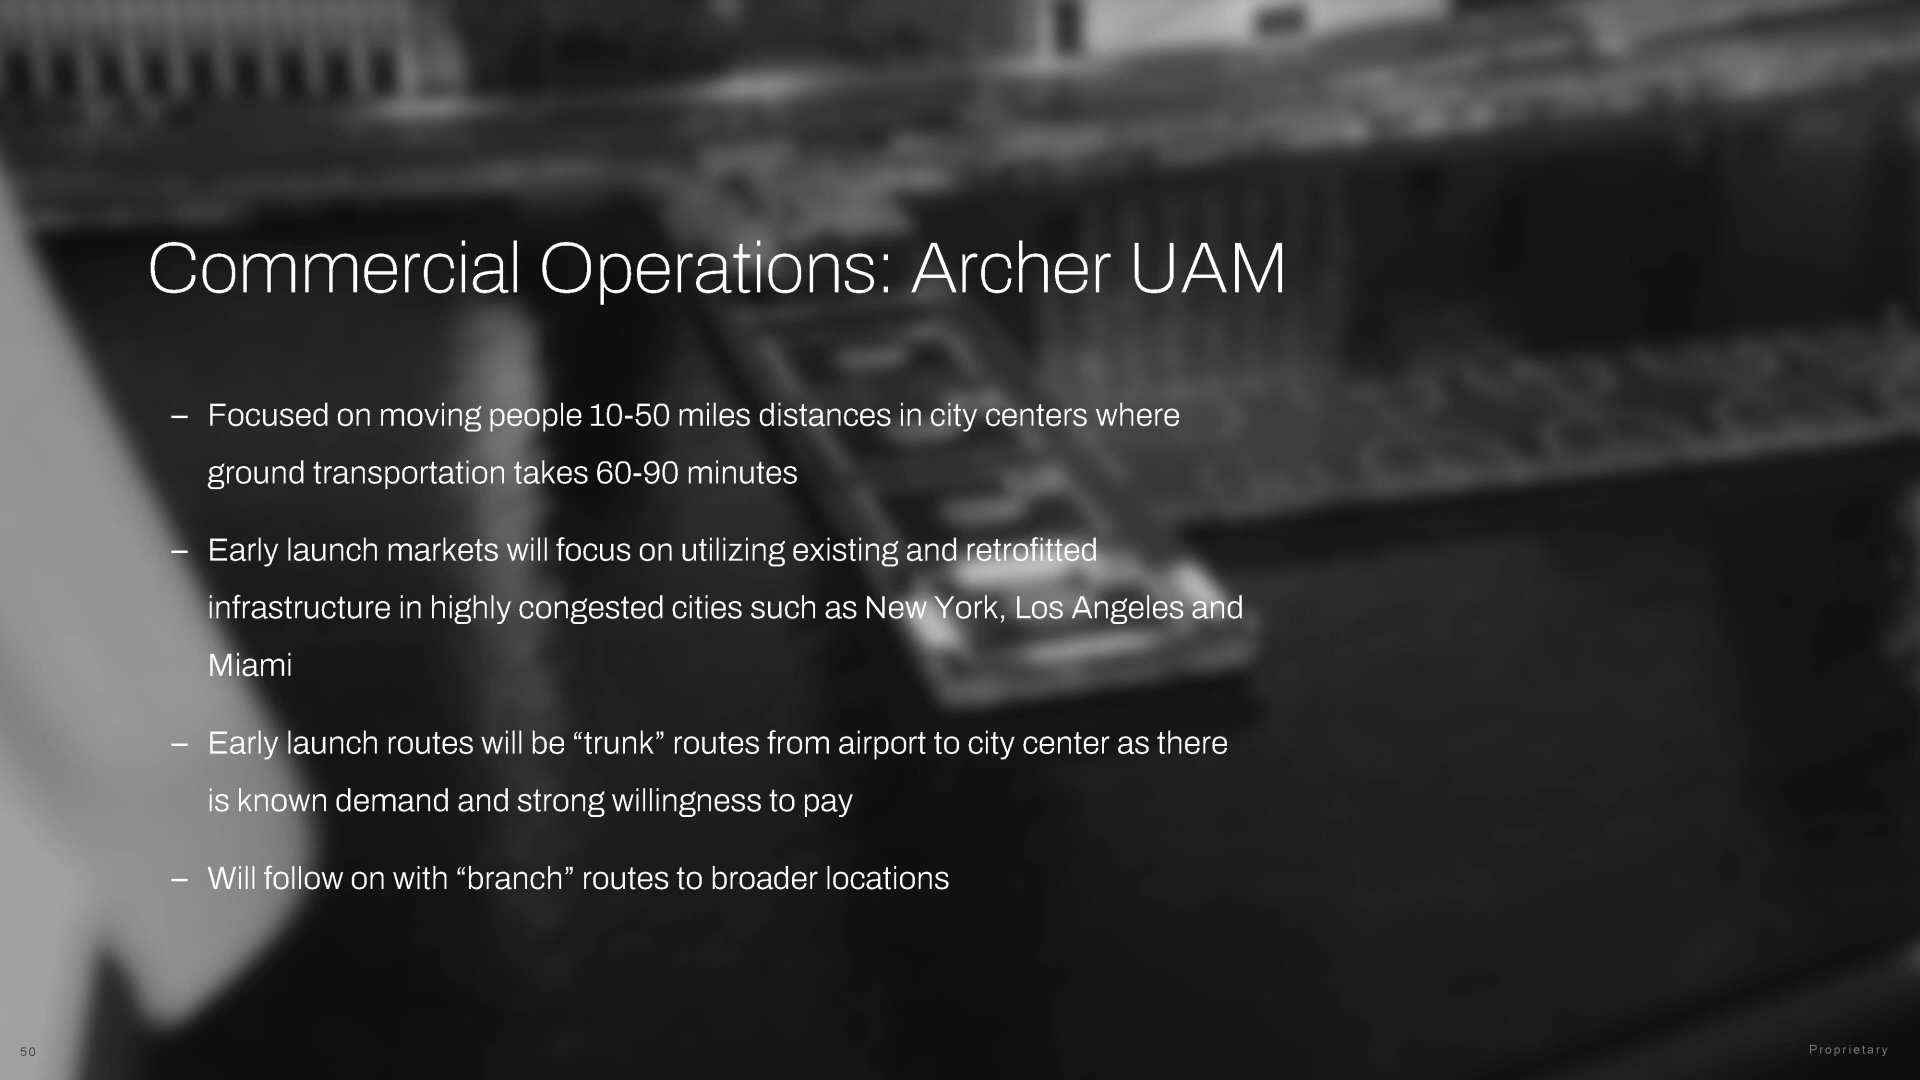 Commercial Operations: Archer UAM
– Focused on moving people 10-50 miles distances in city centers where
ground transportation takes 60-90 minutes
– Early launch markets will focus on utilizing existing and retrofitted
infrastructure in highly congested cities such as New York, Los Angeles and
Miami
– Early launch routes will be “trunk” routes from airport to city center as there
is known demand and strong willingness to pay
– Will follow on with “branch” routes to broader locations
50
Proprietary